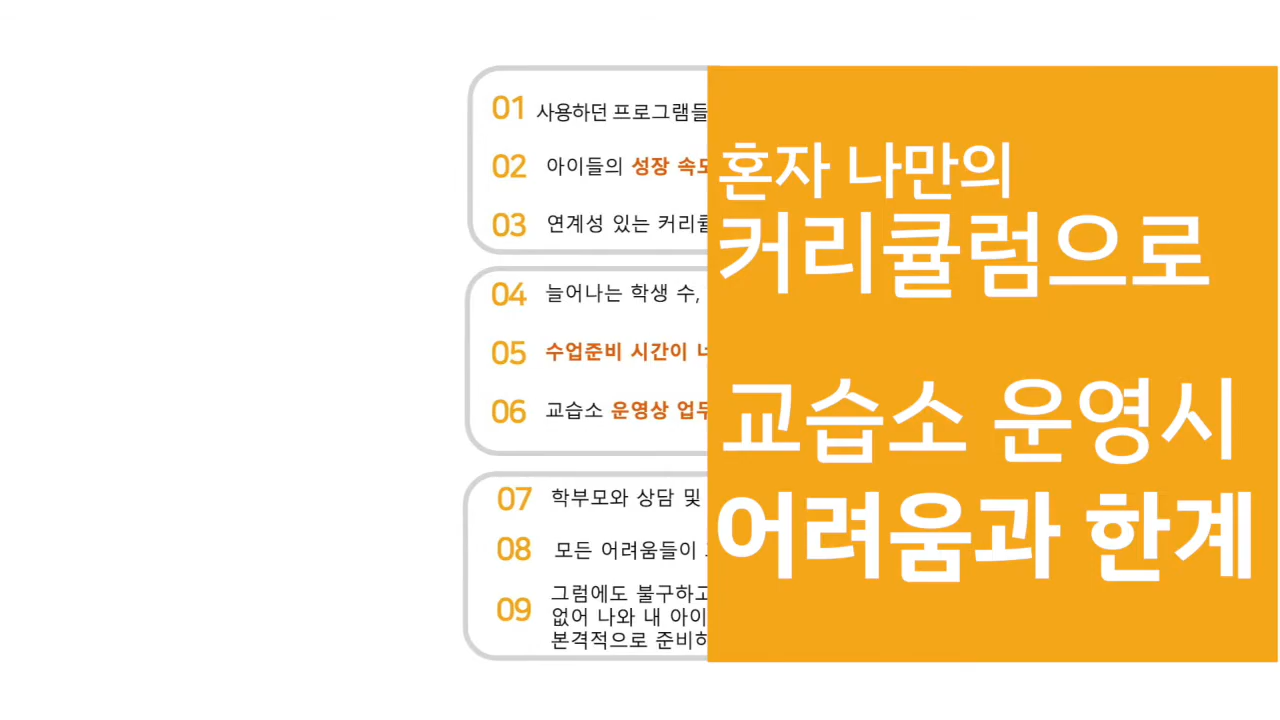 01 사용하던 프로그램들
02 아이들의 성장 속도
03 연계성 있는 커리큘
04 늘어나는 학생 수,
05 수업준비 시간이
06 교습소 운영상 업무
07 학부모와 상담 및
08 모든 어려움들이
09 그럼에도 불구하고
없어 나와 내 아이
본격적으로 준비하
혼자 나만의
커리큘럼으로
교습소 운영시
어려움과 한계